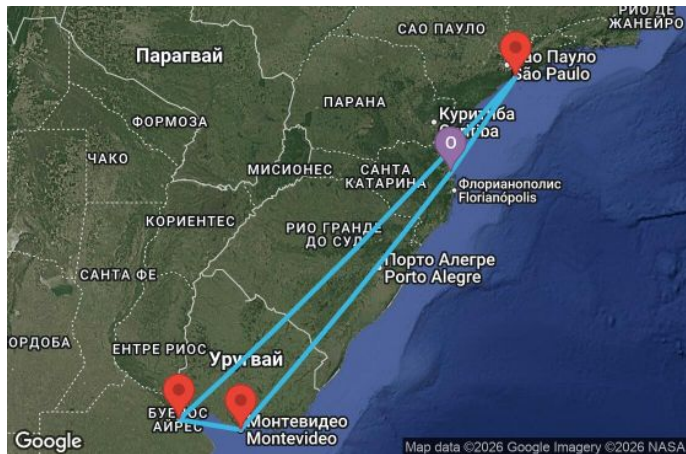 РИО ДЕ
ЖАНЕЙРО
САО ПАУЛО
Парагвай
Сао Пауло
São Paulo
ПАРАНА
Куритиба
Curitiba
ФОРМОЗА
O
ЧАКО
МИСИОНЕС
САНТА
КАТАРИНА
Флорианополис
Florianópolis
КОРИЕНТЕС
РИО ГРАНДЕ
ДО СУЛ
Порто Алегре
Porto Alegre
САНТА ФЕ
ОРДОБА
ЕНТРЕ РИОС
Уругвай
БУЕНОС
АЙРЕС
Монтевидео
Montevideo
Google
Map data ©2026 Google Imagery ©2026 NASA